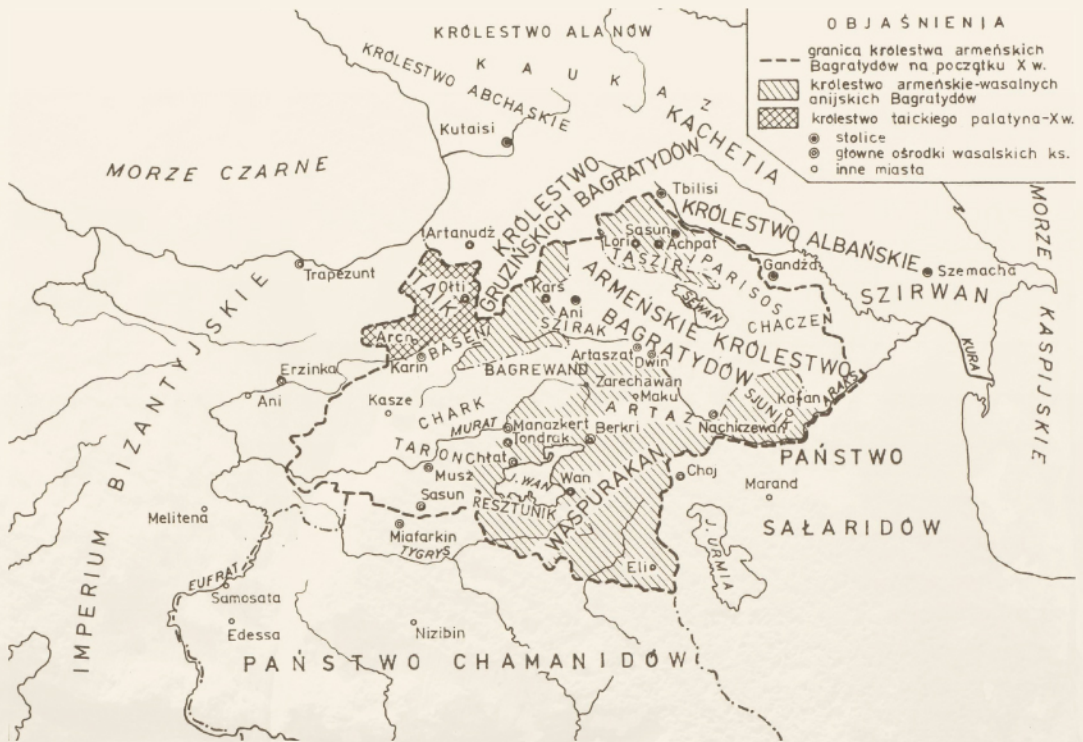 OBJAŚNIENIA
granica królestwa armeńskich
Bagratydów na początku X w.
królestwo armeńskie-wasalnych
anijskich Bagratydów
królestwo taickiego palatyna-X w.
stolice
główne ośrodki wasalskich ks.
inne miasta
KRÓLESTWO ALANÓW
KAUKAZ
KRÓLESTWO ABCHASKIE
KACHETIA
Kutaisi
MORZE CZARNE
KRÓLESTWO
GRUZIŃSKICH BAGRATYDÓW
Tbilisi
KRÓLESTWO ALBAŃSKIE
MORZE KASPIJSKIE
Artanudż
Sasun
Lori
Achpat
TASZIR
PARISOS
Gandża
Szemacha
SZIRWAN
Trapezunt
Ołti
TAIK
Kars
Ani
SZIRAK
SEWAN
CHACZEN
ARMEŃSKIE KRÓLESTWO
BAGRATYDÓW
Arcn
BASEN
Karin
Artaszat
Dwin
KURA
ARAKS
Erzinka
Ani
BAGREWAND
Zarechawan
Maku
SJUNIK
Kafan
Kasze
CHARK
MURAT
ARTAZ
Nachiczewan
Manazkert
Berkri
Tondrak
TARON
Chłat
Musz
J. WAN
Wan
WASPURAKAN
Choj
PAŃSTWO
Marand
SAŁARIDÓW
Melitena
Sasun
RESZTUNIK
Miafarkin
TYGRYS
J. URMIA
Eli
EUFRAT
Samosata
Edessa
Nizibin
IMPERIUM BIZANTYJSKIE
PAŃSTWO CHAMANIDÓW